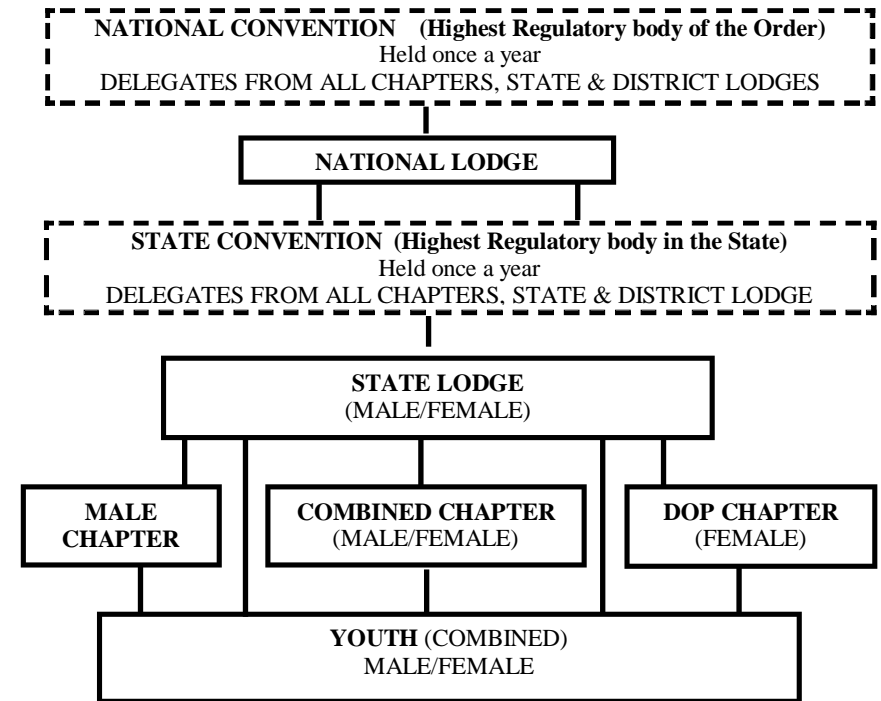 NATIONAL CONVENTION (Highest Regulatory body of the Order)
Held once a year
DELEGATES FROM ALL CHAPTERS, STATE & DISTRICT LODGES
NATIONAL LODGE
STATE CONVENTION (Highest Regulatory body in the State)
Held once a year
DELEGATES FROM ALL CHAPTERS, STATE & DISTRICT LODGE
STATE LODGE
(MALE/FEMALE)
MALE
CHAPTER
COMBINED CHAPTER
(MALE/FEMALE)
DOP CHAPTER
(FEMALE)
YOUTH (COMBINED)
MALE/FEMALE